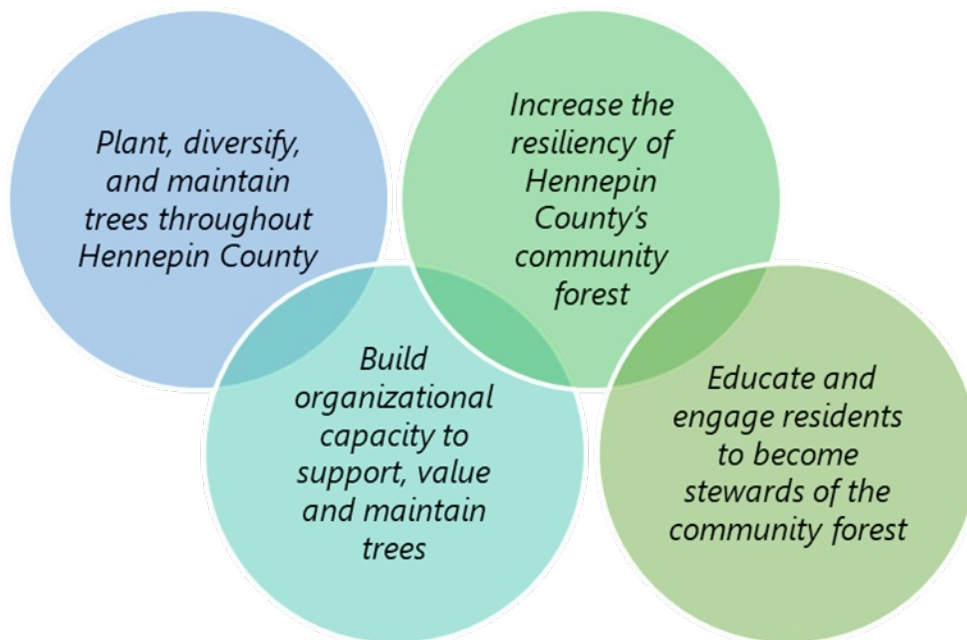 Plant, diversify,
and maintain
trees throughout
Hennepin County
Increase the
resiliency of
Hennepin
County’s
community
forest
Build
organizational
capacity to
support, value
and maintain
trees
Educate and
engage residents
to become
stewards of the
community forest